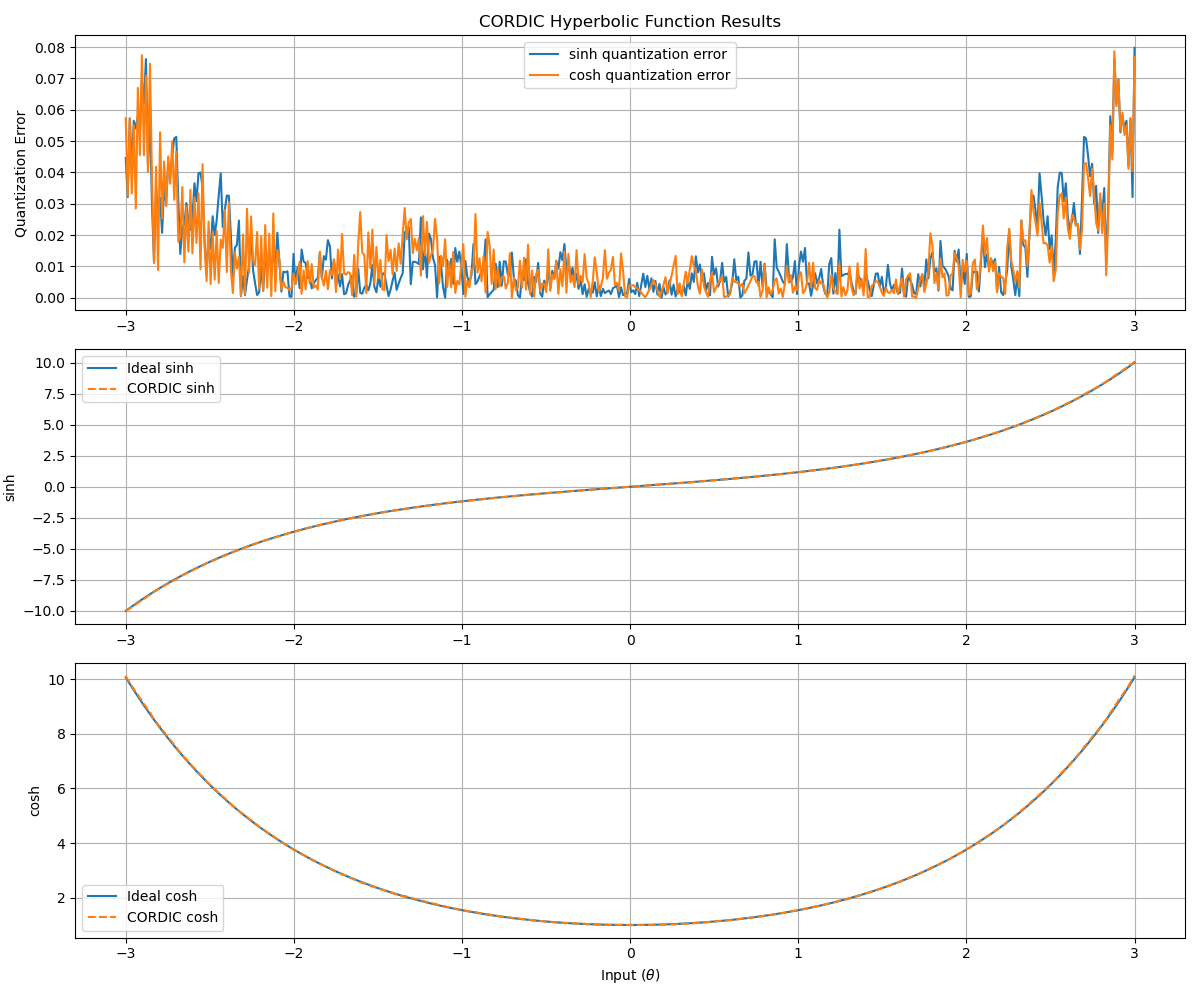 CORDIC Hyperbolic Function Results
Quantization Error
0.08
0.07
0.06
0.05
0.04
0.03
0.02
0.01
0.00
sinh quantization error
cosh quantization error
−3 −2 −1 0 1 2 3
sinh
10.0
7.5
5.0
2.5
0.0
−2.5
−5.0
−7.5
−10.0
Ideal sinh
CORDIC sinh
−3 −2 −1 0 1 2 3
cosh
10
8
6
4
2
Ideal cosh
CORDIC cosh
−3 −2 −1 0 1 2 3
Input (θ)